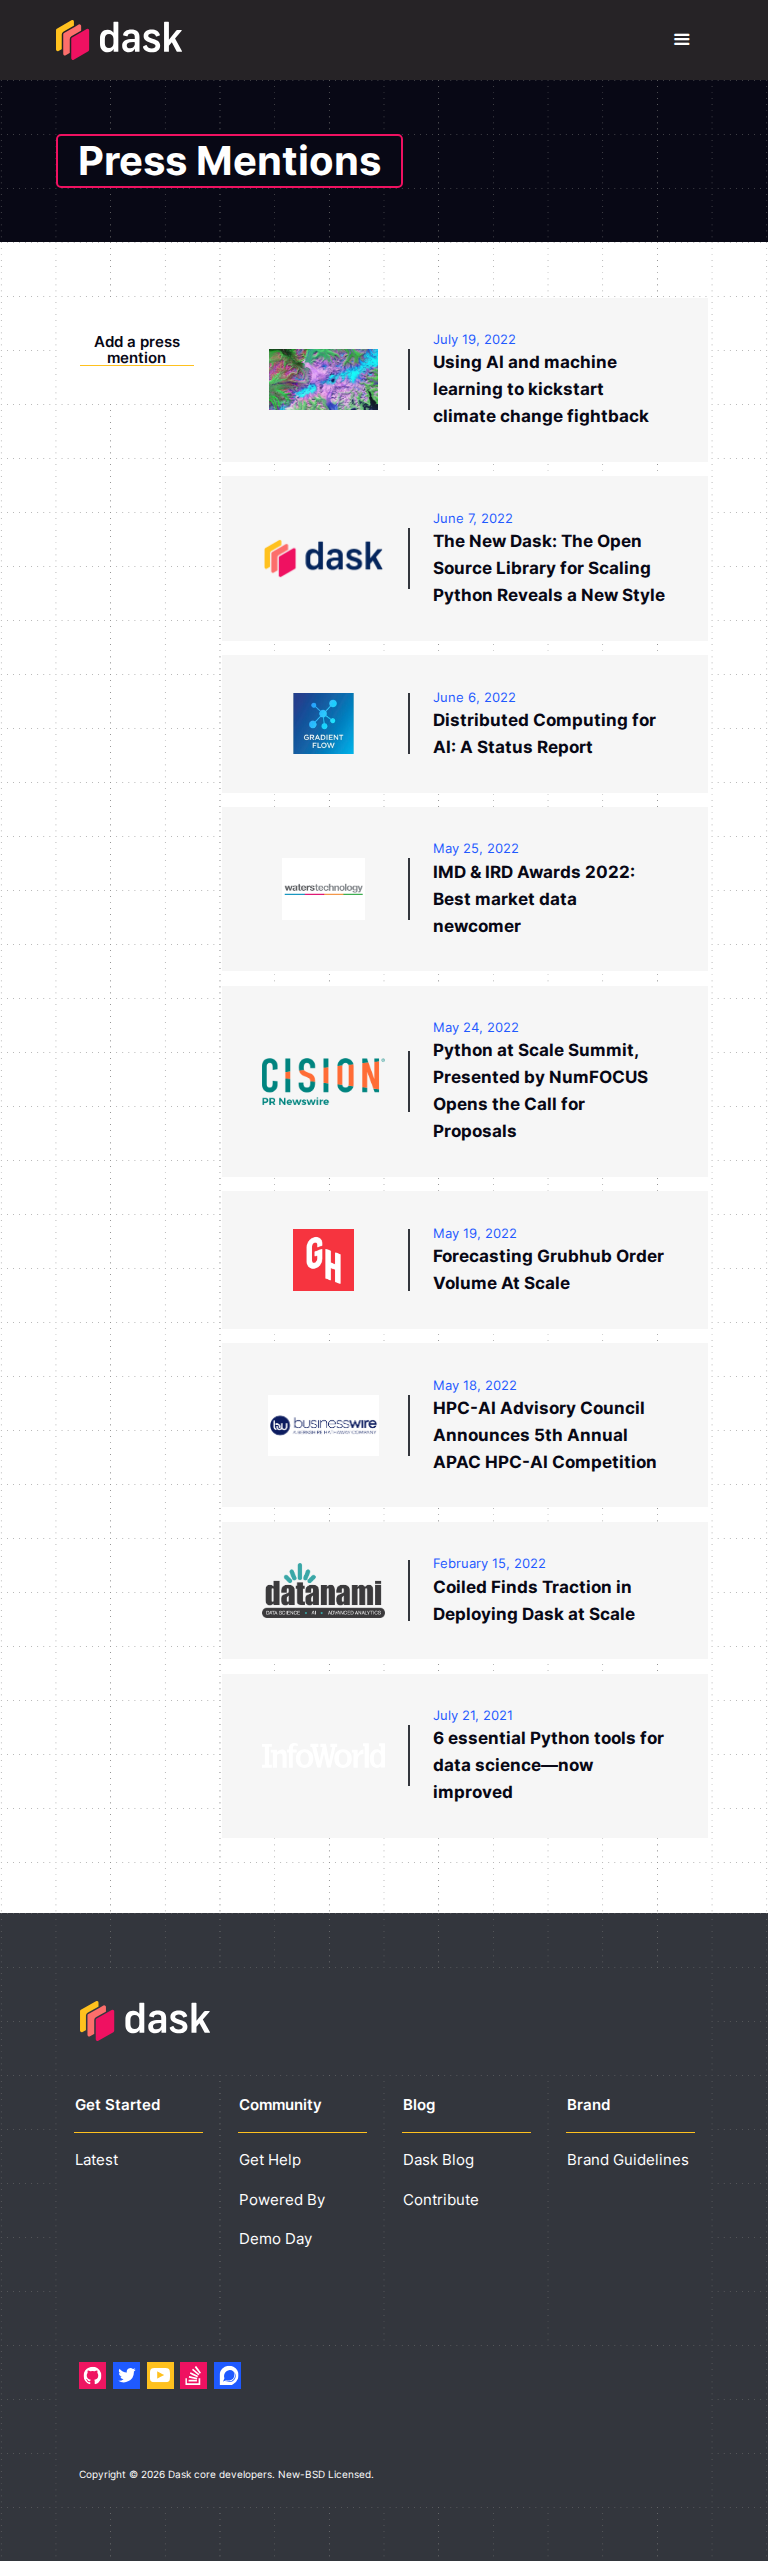 dask
Press Mentions
Add a press
mention
July 19, 2022
Using AI and machine
learning to kickstart
climate change fightback
dask
June 7, 2022
The New Dask: The Open
Source Library for Scaling
Python Reveals a New Style
GRADIENT
FLOW
June 6, 2022
Distributed Computing for
AI: A Status Report
waterstechnology
May 25, 2022
IMD & IRD Awards 2022:
Best market data
newcomer
CISION
PR Newswire
May 24, 2022
Python at Scale Summit,
Presented by NumFOCUS
Opens the Call for
Proposals
GH
May 19, 2022
Forecasting Grubhub Order
Volume At Scale
businesswire
A BERKSHIRE HATHAWAY COMPANY
May 18, 2022
HPC-AI Advisory Council
Announces 5th Annual
APAC HPC-AI Competition
datanami
DATA SCIENCE • AI • ADVANCED ANALYTICS
February 15, 2022
Coiled Finds Traction in
Deploying Dask at Scale
InfoWorld
July 21, 2021
6 essential Python tools for
data science—now
improved
dask
Get Started
Latest
Community
Get Help
Powered By
Demo Day
Blog
Dask Blog
Contribute
Brand
Brand Guidelines
Copyright © 2026 Dask core developers. New-BSD Licensed.